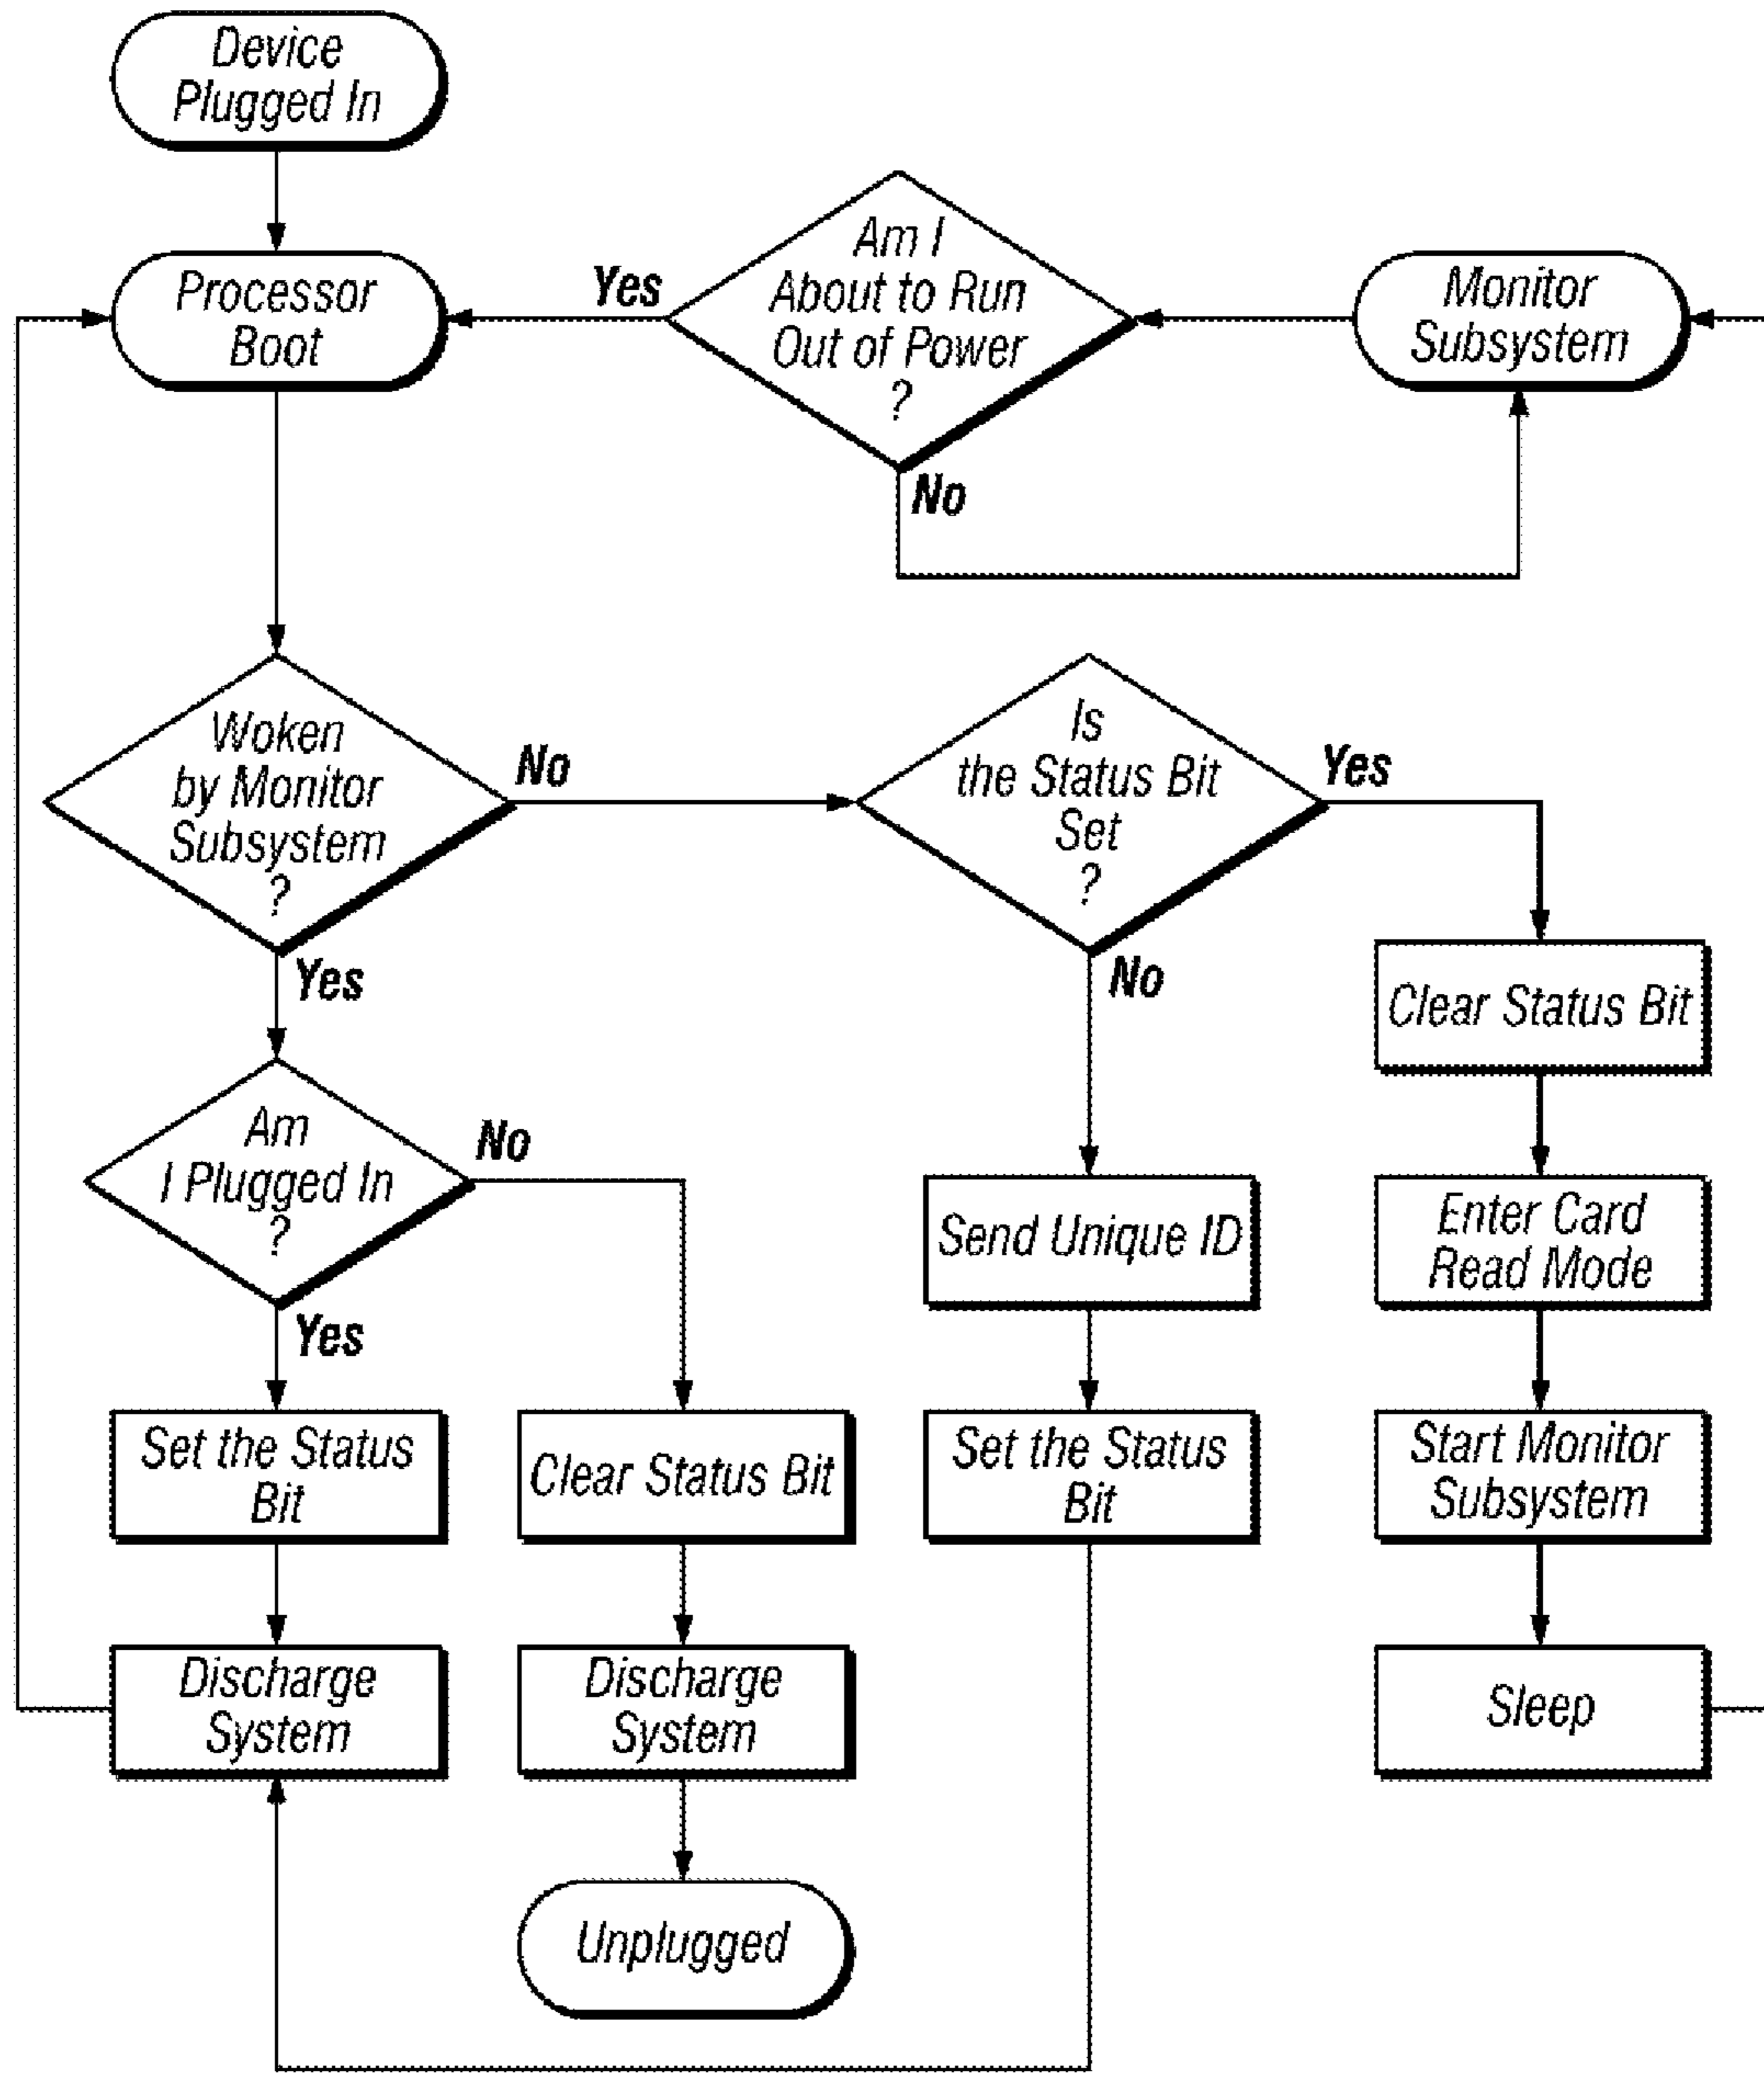 Device
Plugged In
Processor
Boot
Yes
Am I
About to Run
Out of Power
?
No
Monitor
Subsystem
Woken
by Monitor
Subsystem
?
No
Yes
Is
the Status Bit
Set
?
Yes
No
Clear Status Bit
Am
I Plugged In
?
No
Yes
Send Unique ID
Enter Card
Read Mode
Set the Status
Bit
Clear Status Bit
Set the Status
Bit
Start Monitor
Subsystem
Discharge
System
Discharge
System
Sleep
Unplugged